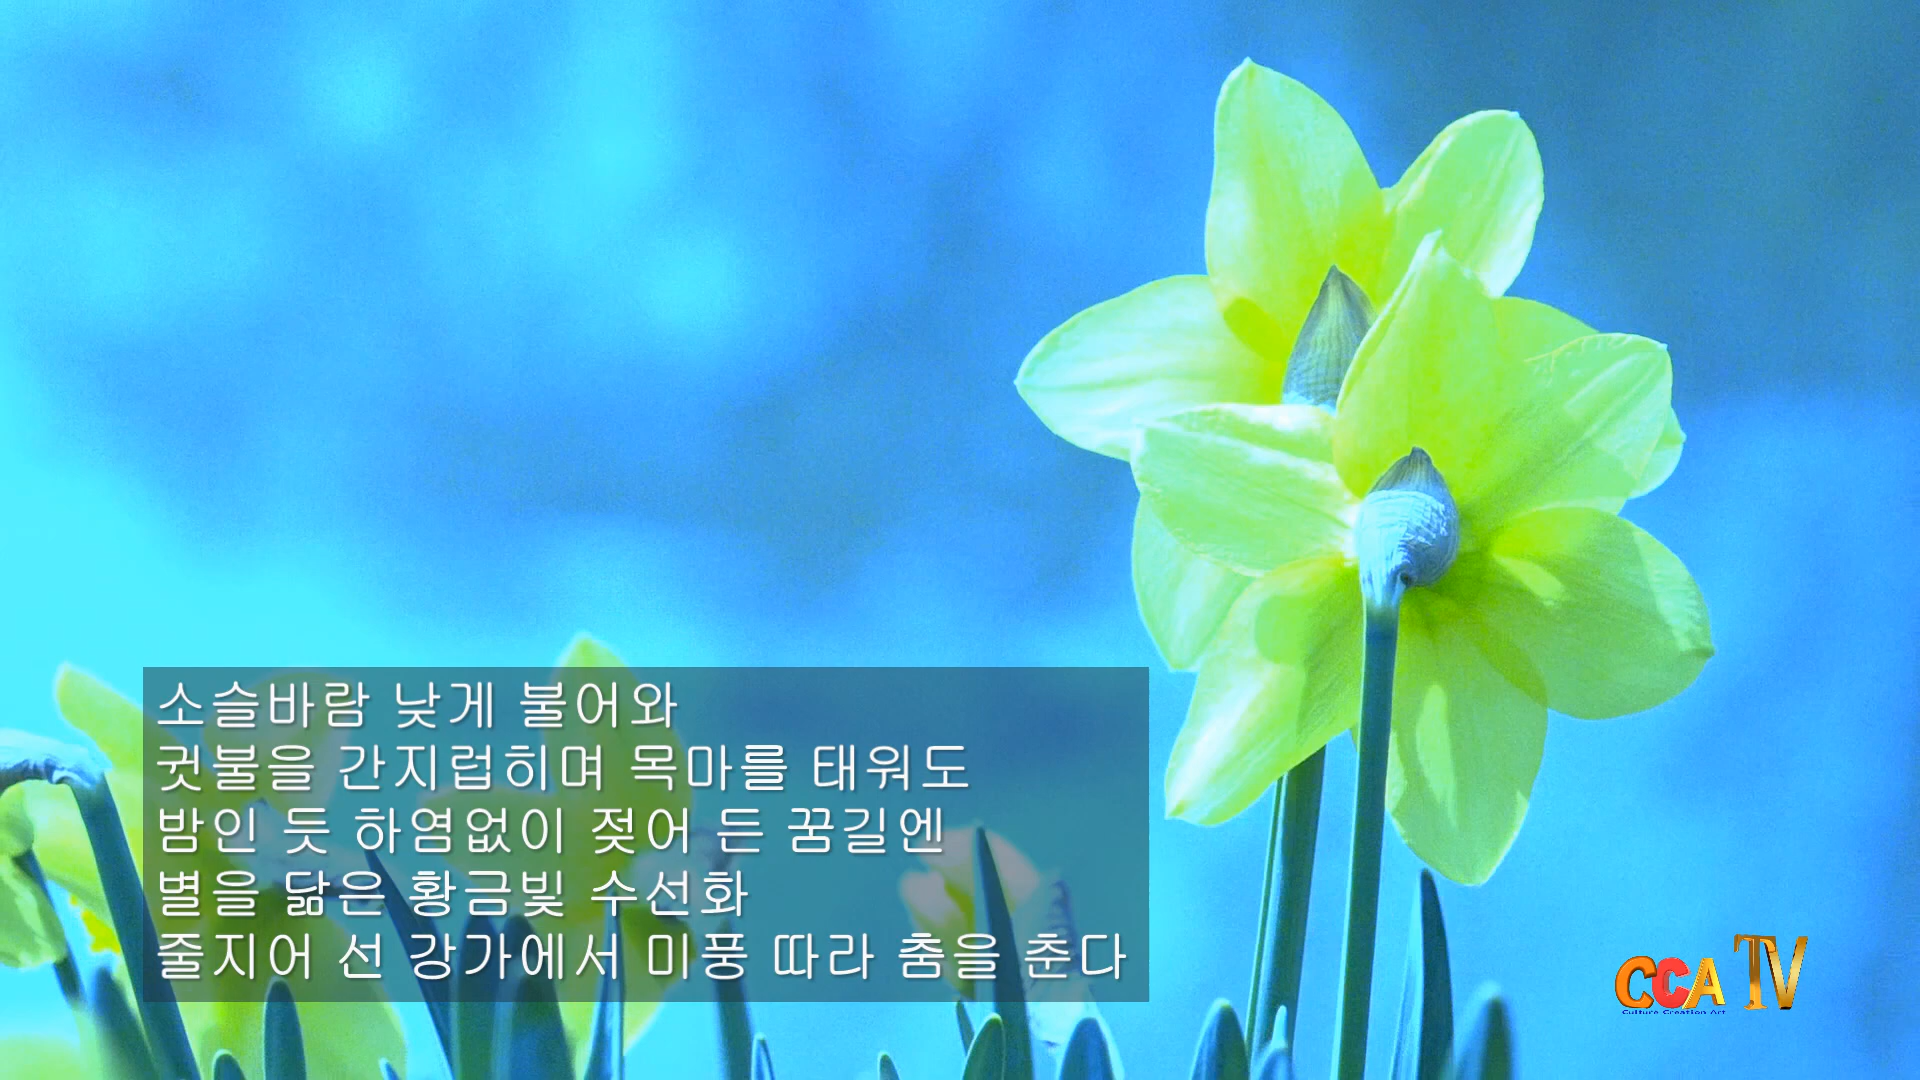 소슬바람 낮게 불어와
귓불을 간지럽히며 목마를 태워도
밤인 듯 하염없이 젖어 든 꿈길엔
별을 닮은 황금빛 수선화
줄지어 선 강가에서 미풍 따라 춤을 춘다
CCA TV
Culture Creation Art